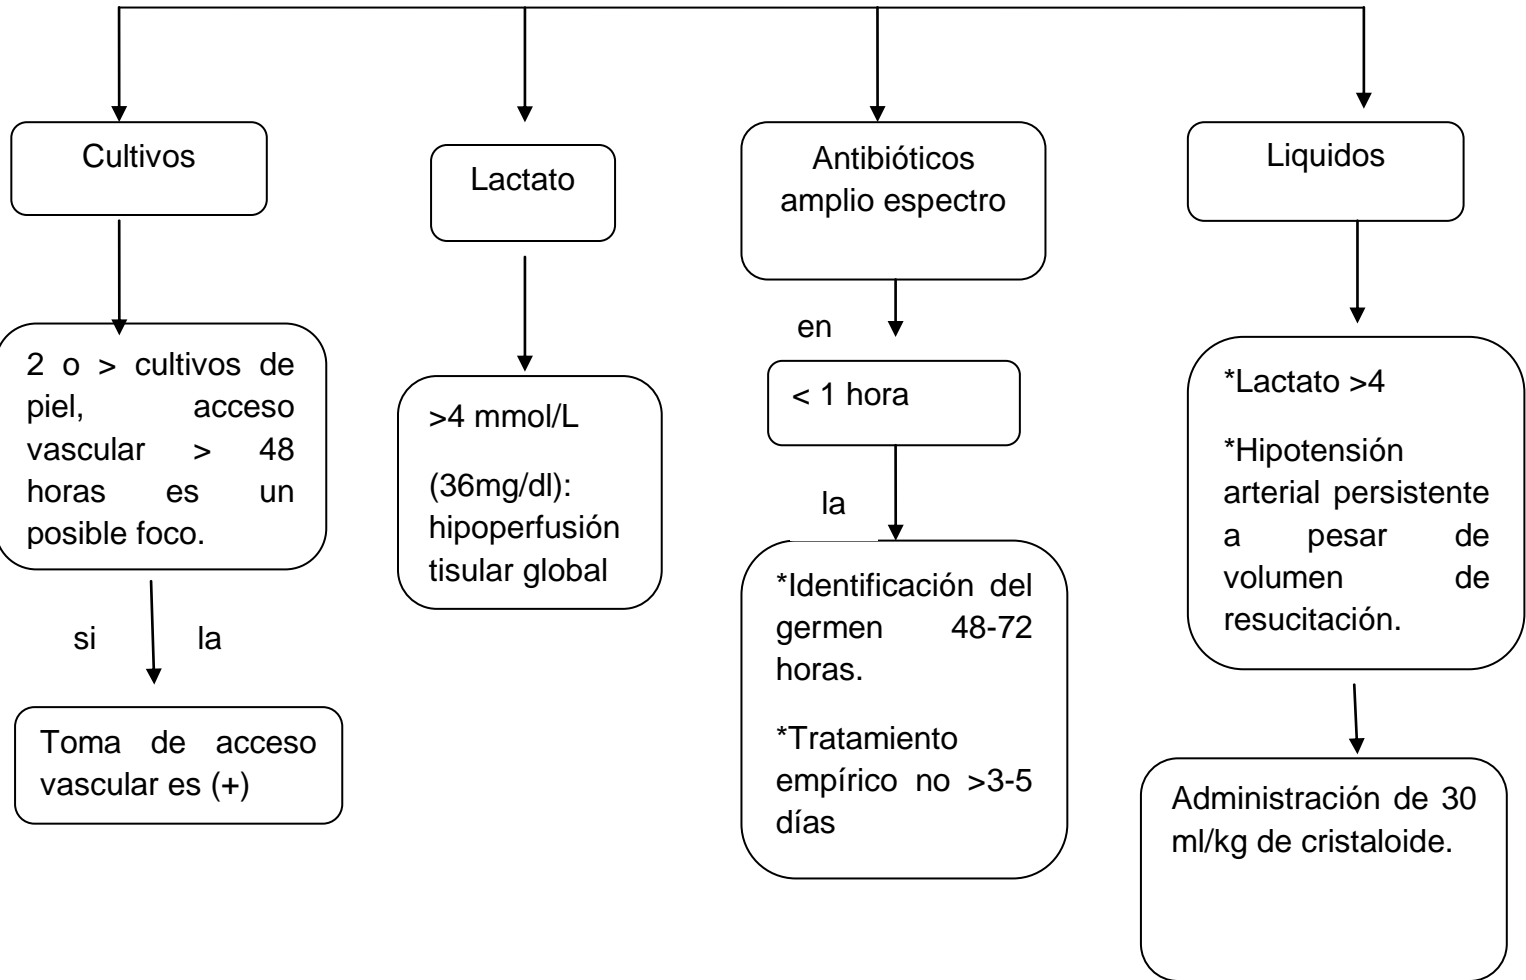 Cultivos
2 o > cultivos de
piel, acceso
vascular > 48
horas es un
posible foco.
si la
Toma de acceso
vascular es (+)
Lactato
>4 mmol/L
(36mg/dl):
hipoperfusión
tisular global
Antibióticos
amplio espectro
en
< 1 hora
la
*Identificación del
germen 48-72
horas.
*Tratamiento
empírico no >3-5
días
Liquidos
*Lactato >4
*Hipotensión
arterial persistente
a pesar de
volumen de
resucitación.
Administración de 30
ml/kg de cristaloide.